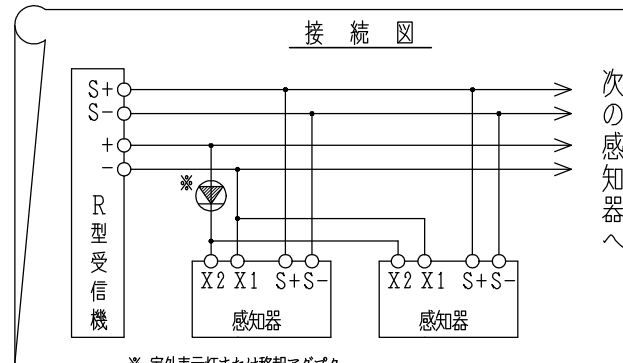 接続図
S+
S-
+
-
R型受信機
※
X2 X1 S+ S-
感知器
X2 X1 S+ S-
感知器
次の感知器へ